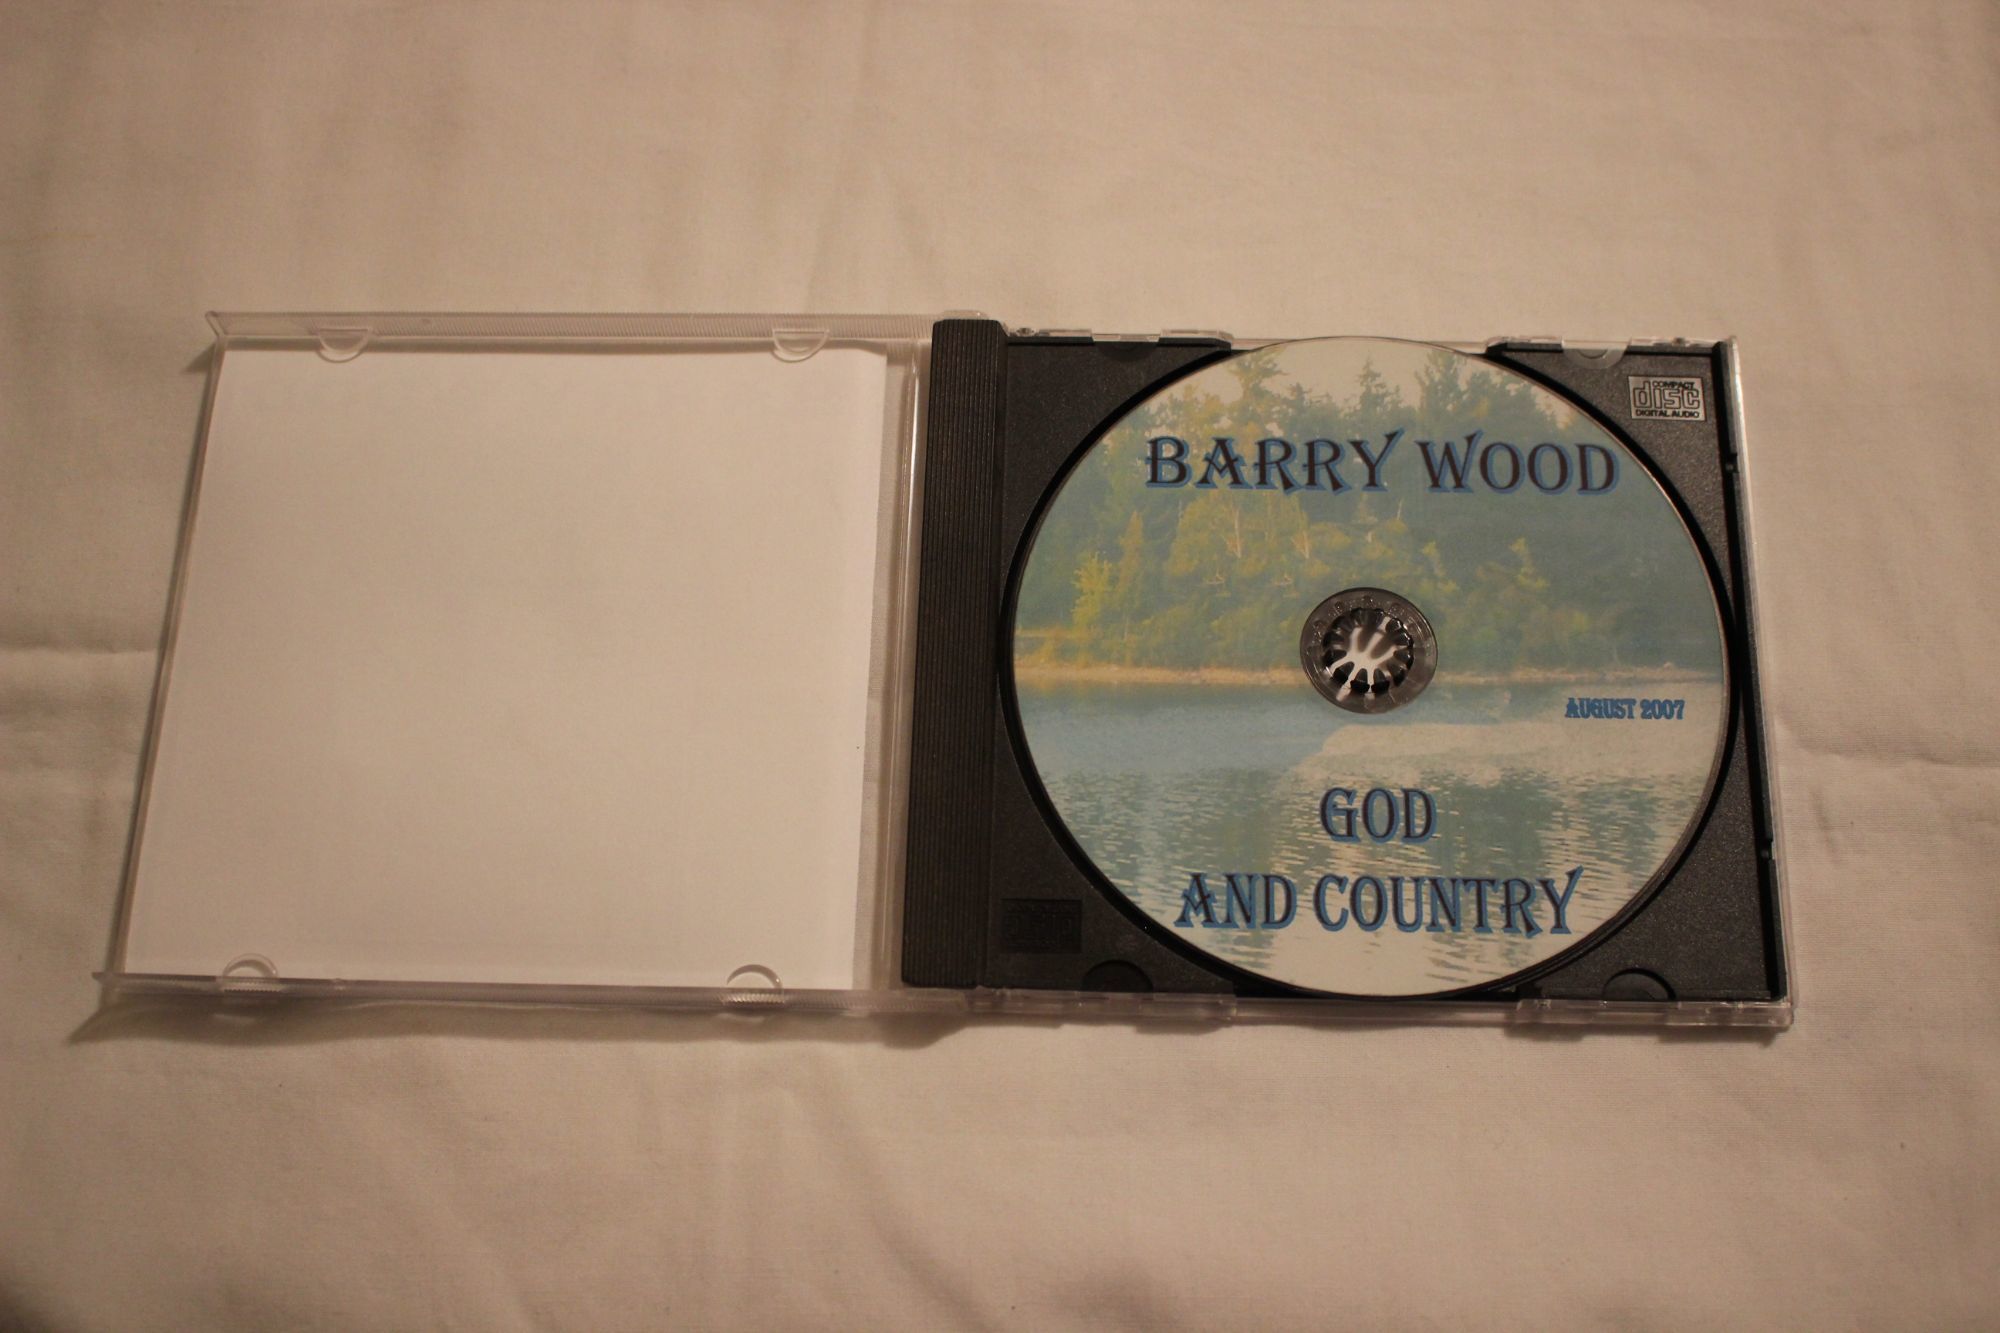 COMPACT
disc
DIGITAL AUDIO
BARRY WOOD
AUGUST 2007
GOD
AND COUNTRY